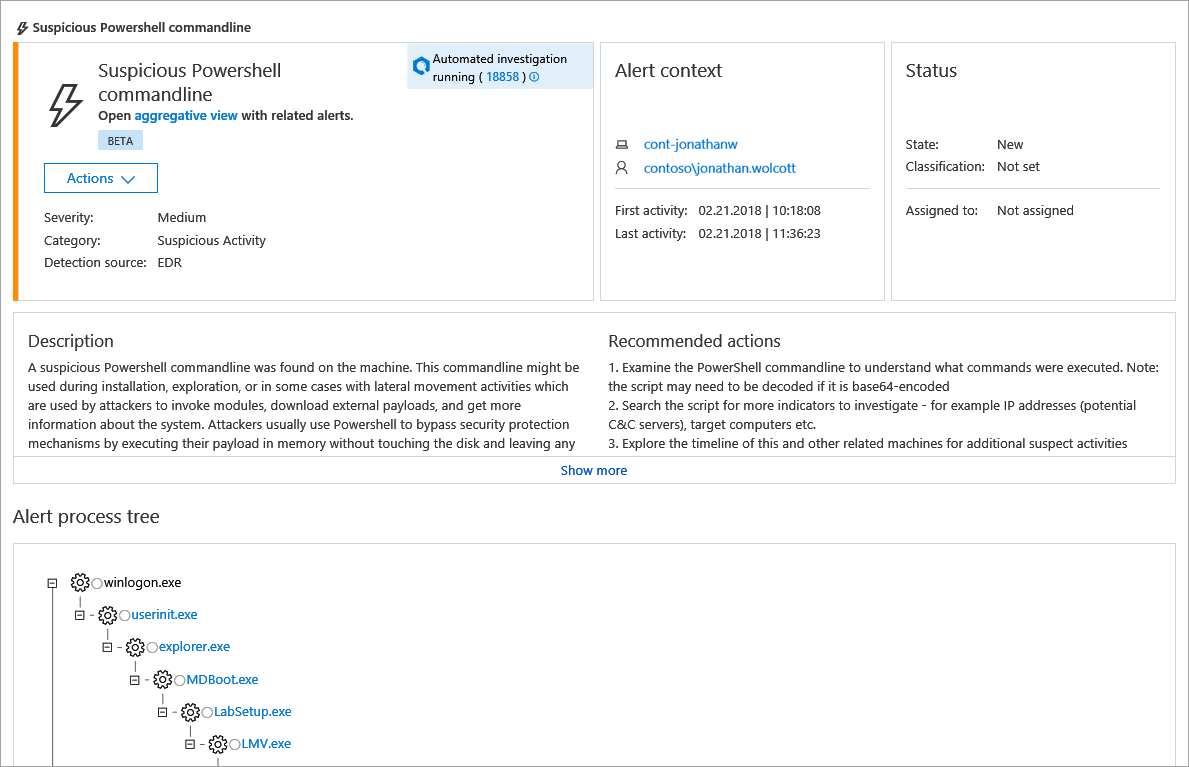 Suspicious Powershell commandline
Suspicious Powershell
commandline
Open aggregative view with related alerts.
BETA
Automated investigation
running ( 18858 )
Actions
Severity: Medium
Category: Suspicious Activity
Detection source: EDR
Alert context
cont-jonathanw
contoso\jonathan.wolcott
First activity: 02.21.2018 | 10:18:08
Last activity: 02.21.2018 | 11:36:23
Status
State: New
Classification: Not set
Assigned to: Not assigned
Description
A suspicious Powershell commandline was found on the machine. This commandline might be
used during installation, exploration, or in some cases with lateral movement activities which
are used by attackers to invoke modules, download external payloads, and get more
information about the system. Attackers usually use Powershell to bypass security protection
mechanisms by executing their payload in memory without touching the disk and leaving any
Recommended actions
1. Examine the PowerShell commandline to understand what commands were executed. Note:
the script may need to be decoded if it is base64-encoded
2. Search the script for more indicators to investigate - for example IP addresses (potential
C&C servers), target computers etc.
3. Explore the timeline of this and other related machines for additional suspect activities
Show more
Alert process tree
winlogon.exe
userinit.exe
explorer.exe
MDBoot.exe
LabSetup.exe
LMV.exe